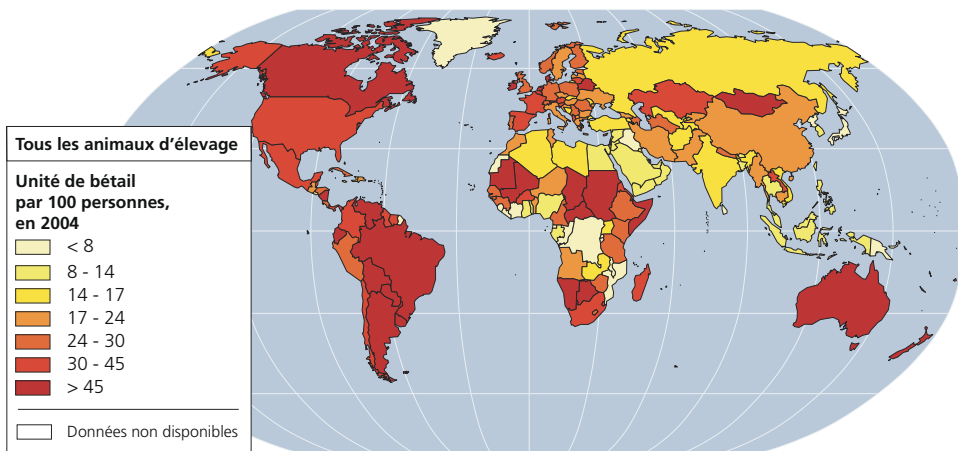 Tous les animaux d'élevage
Unité de bétail
par 100 personnes,
en 2004
< 8
8 - 14
14 - 17
17 - 24
24 - 30
30 - 45
> 45
Données non disponibles